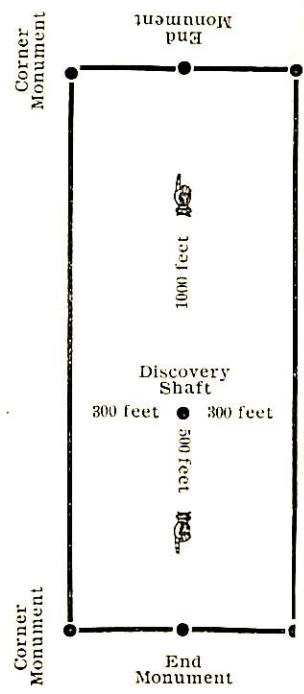 Corner
Monument
End
Monument
1000 feet
Discovery
Shaft
300 feet
300 feet
500 feet
Corner
Monument
End
Monument